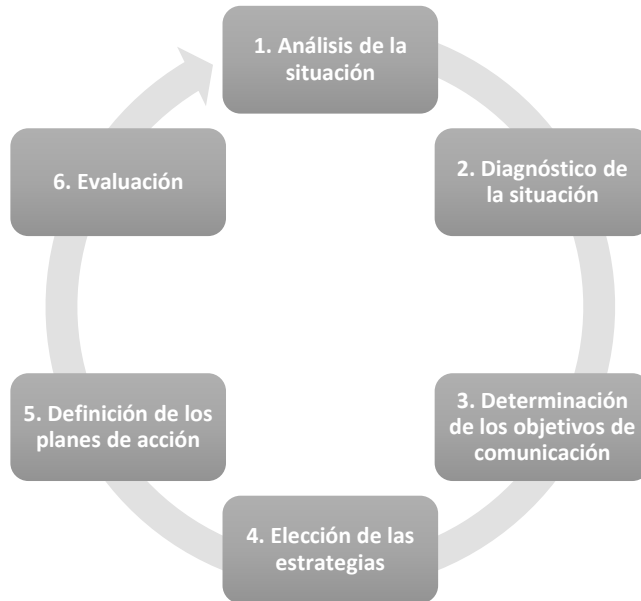 1. Análisis de la
situación
2. Diagnóstico de
la situación
3. Determinación
de los objetivos de
comunicación
4. Elección de las
estrategias
5. Definición de los
planes de acción
6. Evaluación